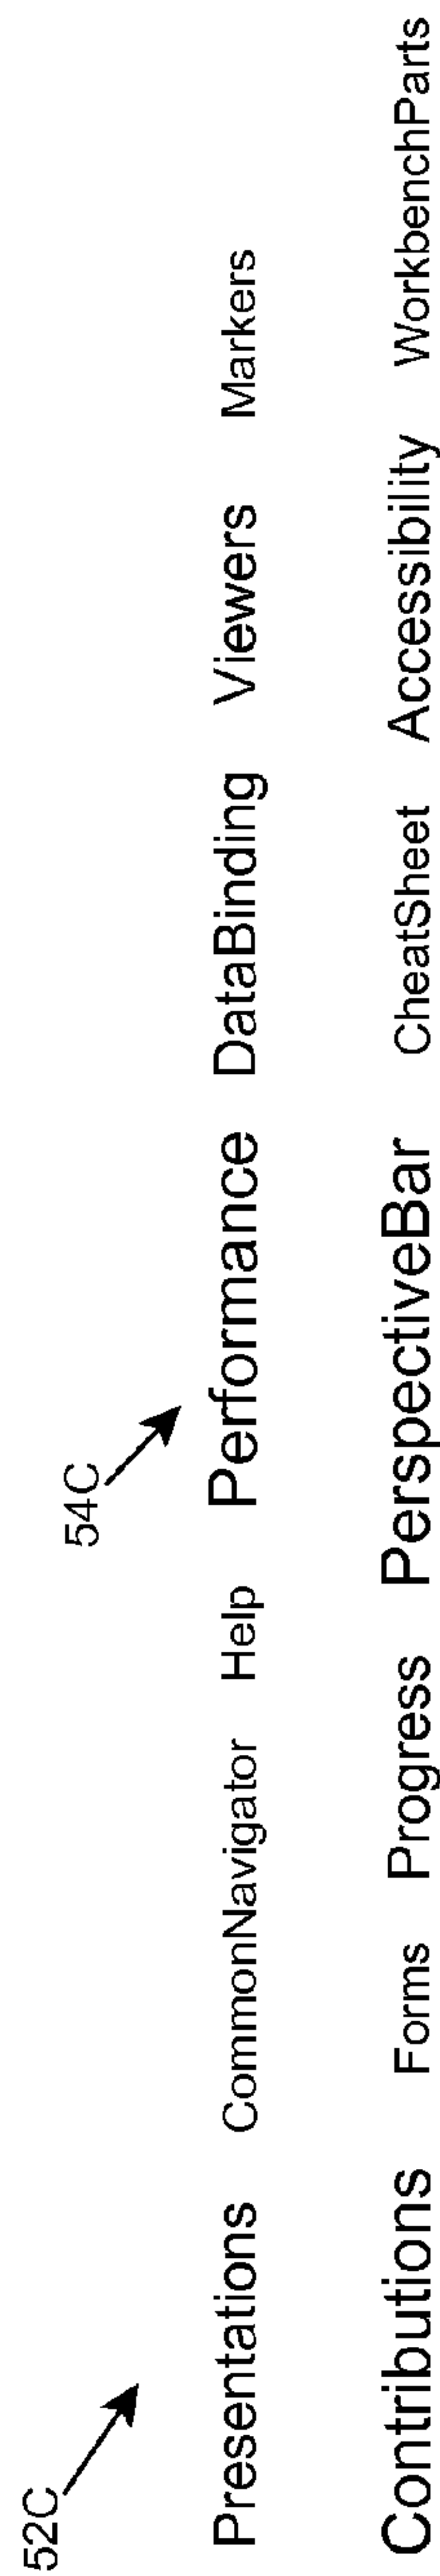 52C
54C
Presentations CommonNavigator Help Performance DataBinding Viewers Markers
Contributions Forms Progress PerspectiveBar CheatSheet Accessibility WorkbenchParts